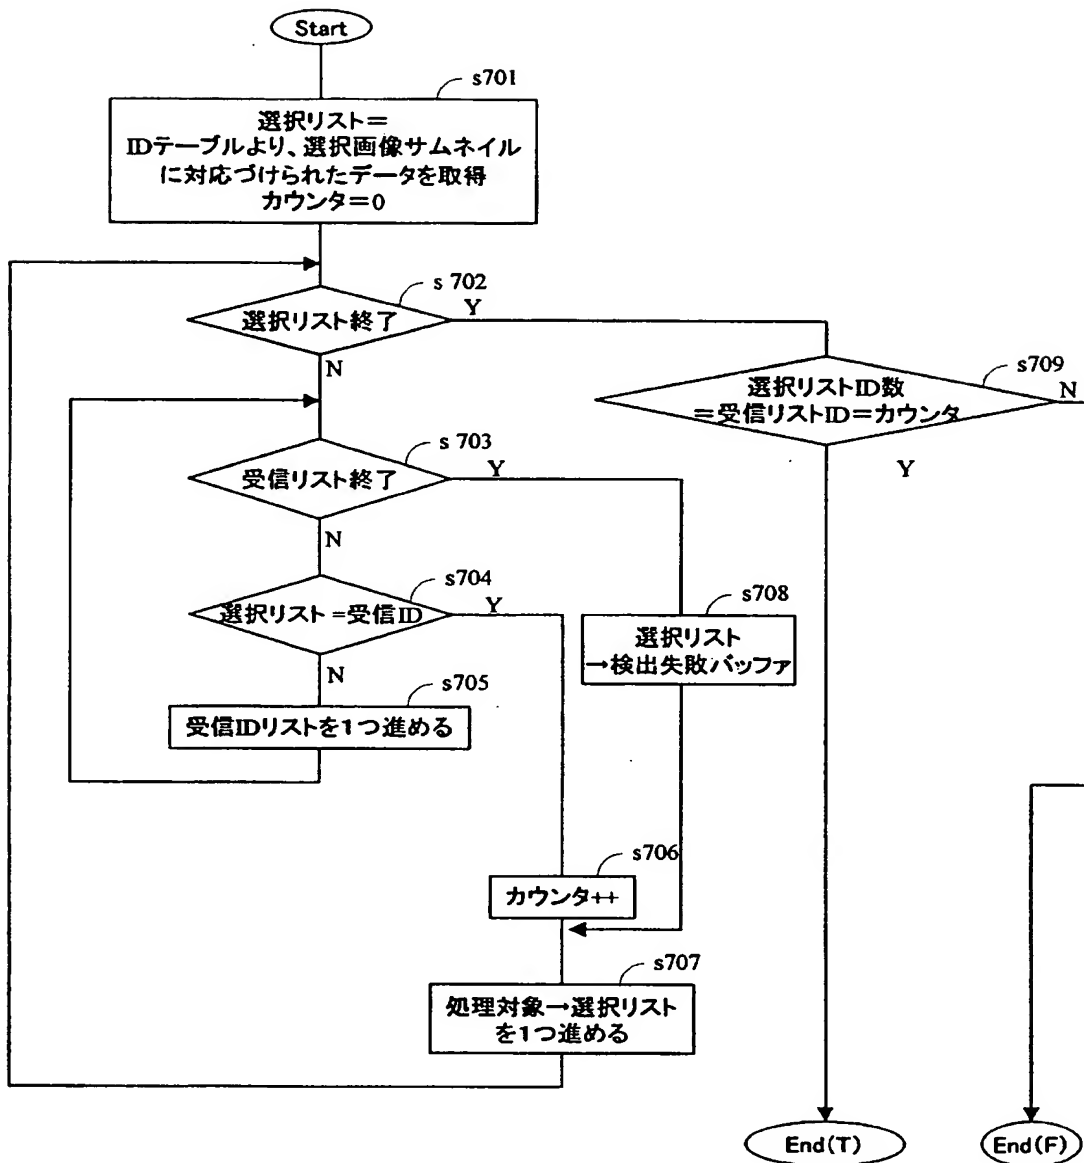 Start
s701
選択リスト＝
IDテーブルより、選択画像サムネイル
に対応づけられたデータを取得
カウンタ＝0
s 702
選択リスト終了
Y
N
s709
選択リストID数
＝受信リストID＝カウンタ
N
Y
s 703
受信リスト終了
Y
N
s704
選択リスト =受信ID
Y
N
s708
選択リスト
→検出失敗バッファ
s705
受信IDリストを1つ進める
s706
カウンタ++
s707
処理対象→選択リスト
を1つ進める
End(T)
End(F)